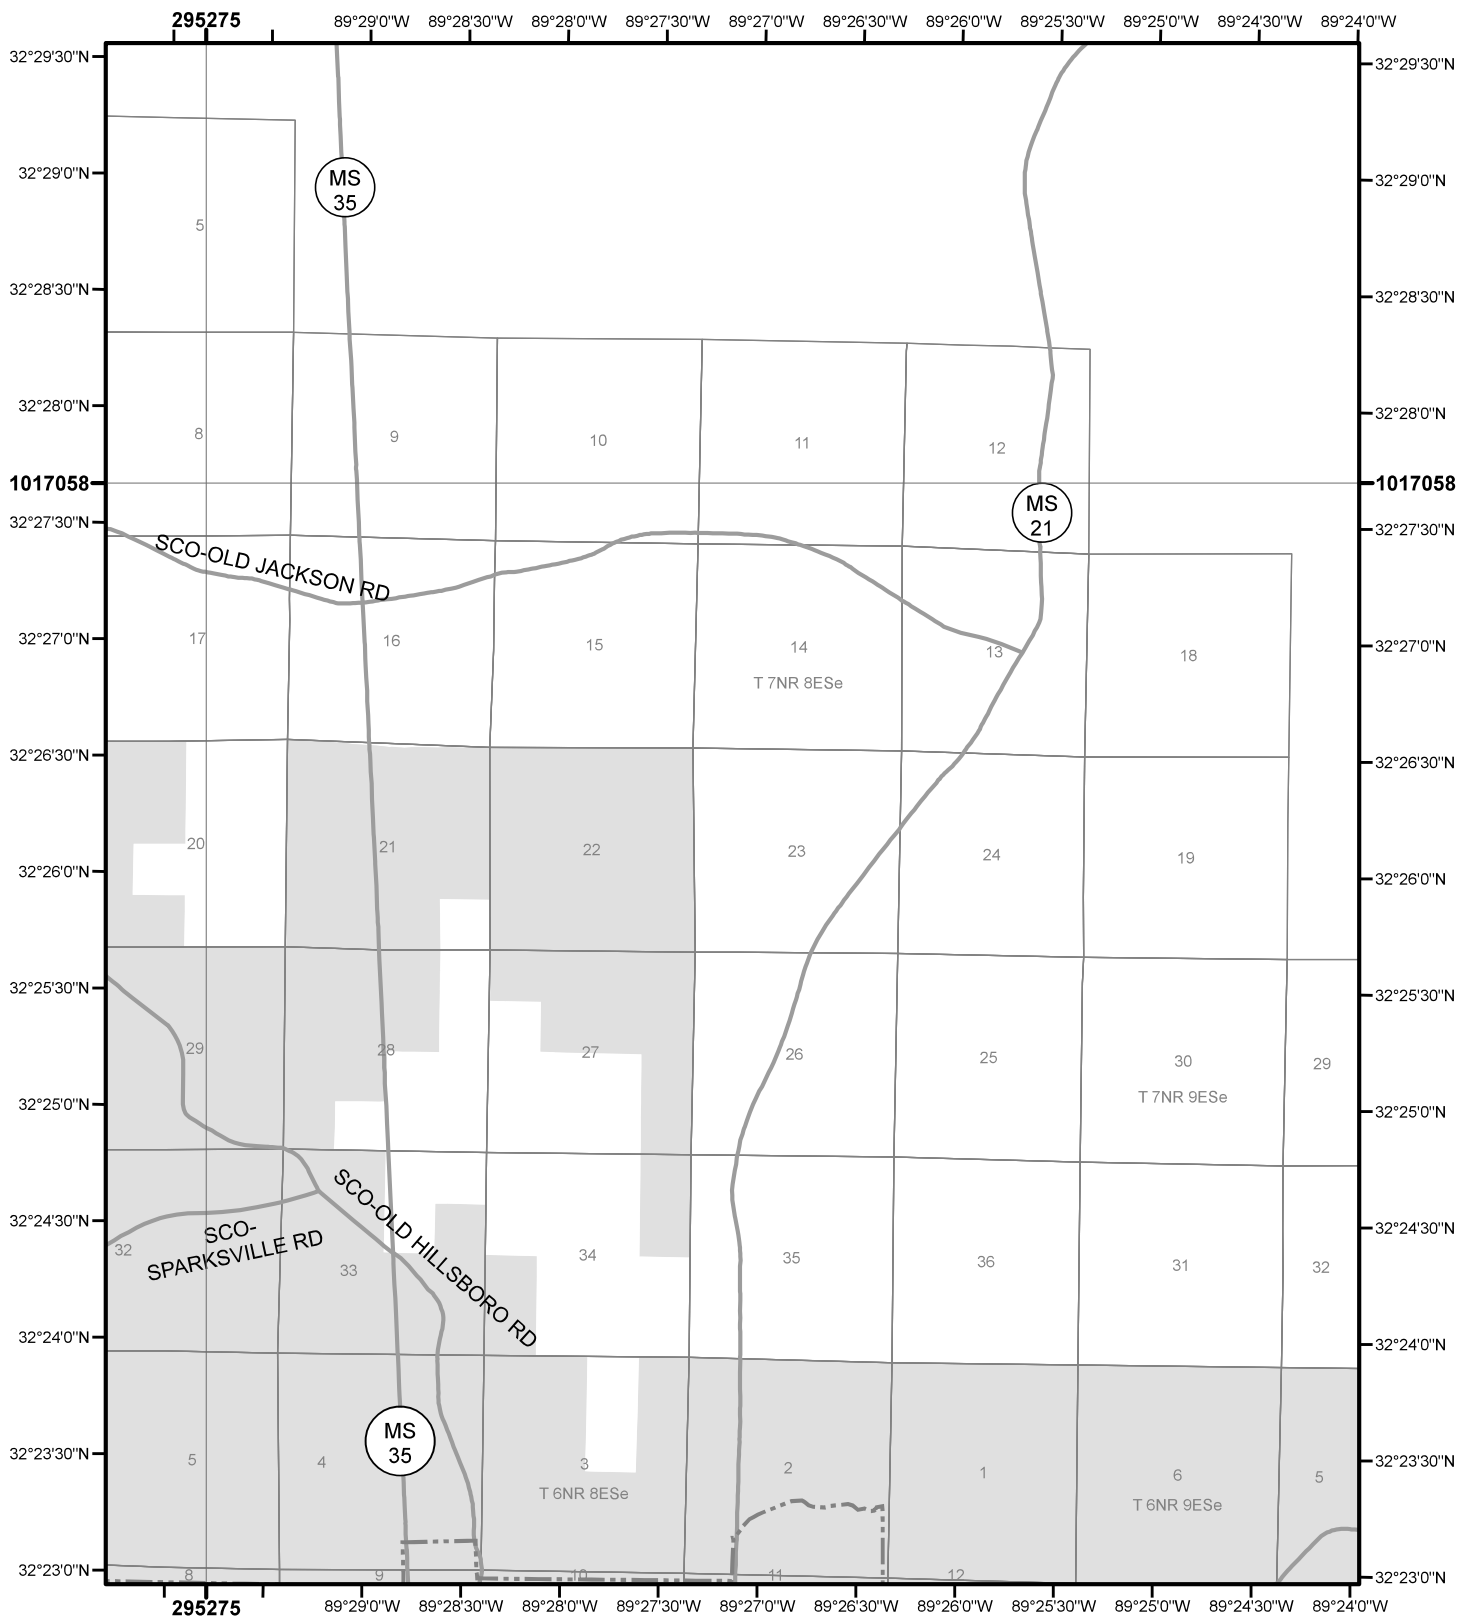 295275 89°29'0"W 89°28'30"W 89°28'0"W 89°27'30"W 89°27'0"W 89°26'30"W 89°26'0"W 89°25'30"W 89°25'0"W 89°24'30"W 89°24'0"W
32°29'30"N 32°29'30"N
MS
35
32°29'0"N 32°29'0"N
5
32°28'30"N 32°28'30"N
32°28'0"N 32°28'0"N
8 9 10 11 12
1017058 1017058
MS
21
32°27'30"N 32°27'30"N
SCO-OLD JACKSON RD
32°27'0"N 32°27'0"N
17 16 15 14 13 18
T 7NR 8ESe
32°26'30"N 32°26'30"N
20 21 22 23 24 19
32°26'0"N 32°26'0"N
32°25'30"N 32°25'30"N
29 28 27 26 25 30 29
T 7NR 9ESe
32°25'0"N 32°25'0"N
SCO-OLD HILLSBORO RD
32°24'30"N 32°24'30"N
SCO-
SPARKSVILLE RD
32 33 34 35 36 31 32
32°24'0"N 32°24'0"N
MS
35
32°23'30"N 32°23'30"N
5 4 3 2 1 6 5
T 6NR 8ESe T 6NR 9ESe
32°23'0"N 32°23'0"N
8 9 10 11 12
295275 89°29'0"W 89°28'30"W 89°28'0"W 89°27'30"W 89°27'0"W 89°26'30"W 89°26'0"W 89°25'30"W 89°25'0"W 89°24'30"W 89°24'0"W